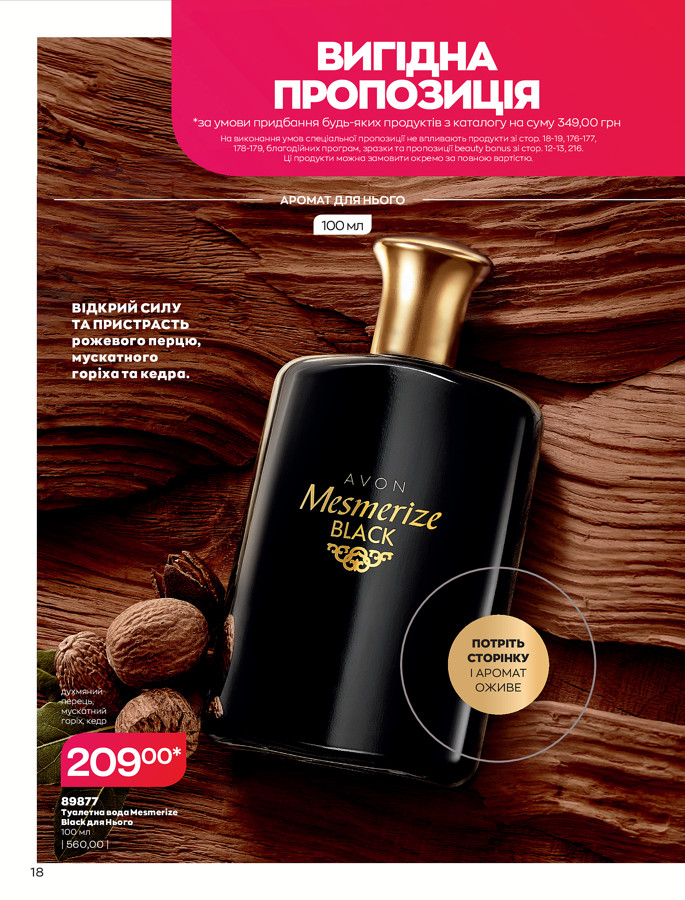 ВИГІДНА
ПРОПОЗИЦІЯ
*за умови придбання будь-яких продуктів з каталогу на суму 349,00 грн
На виконання умов спеціальної пропозиції не впливають продукти зі стор. 18-19, 176-177,
178-179, благодійних програм, зразки та пропозиції beauty bonus зі стор. 12-13, 216.
Ці продукти можна замовити окремо за повною вартістю.
АРОМАТ ДЛЯ НЬОГО
100 мл
ВІДКРИЙ СИЛУ
ТА ПРИСТРАСТЬ
рожевого перцю,
мускатного
горіха та кедра.
AVON
Mesmerize
BLACK
ПОТРІТЬ
СТОРІНКУ
І АРОМАТ
ОЖИВЕ
духмяний
перець,
мускатний
горіх, кедр
209⁰⁰*
89877
Туалетна вода Mesmerize
Black для Нього
100 мл
| 560,00 |
18